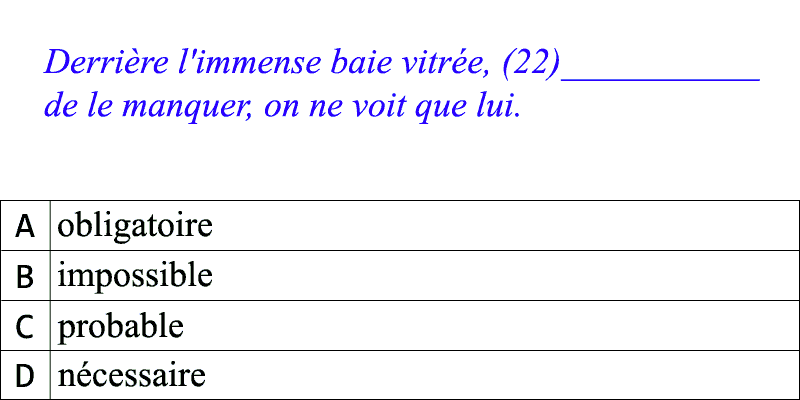 Derrière l'immense baie vitrée, (22)___________
de le manquer, on ne voit que lui.
A obligatoire
B impossible
C probable
D nécessaire